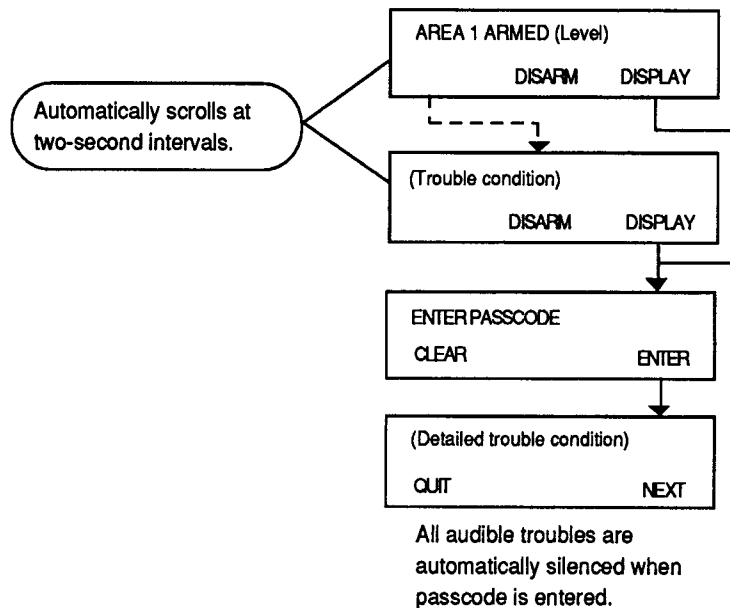 AREA 1 ARMED (Level)
DISARM DISPLAY
Automatically scrolls at
two-second intervals.
(Trouble condition)
DISARM DISPLAY
ENTER PASSCODE
CLEAR ENTER
(Detailed trouble condition)
QUIT NEXT
All audible troubles are
automatically silenced when
passcode is entered.